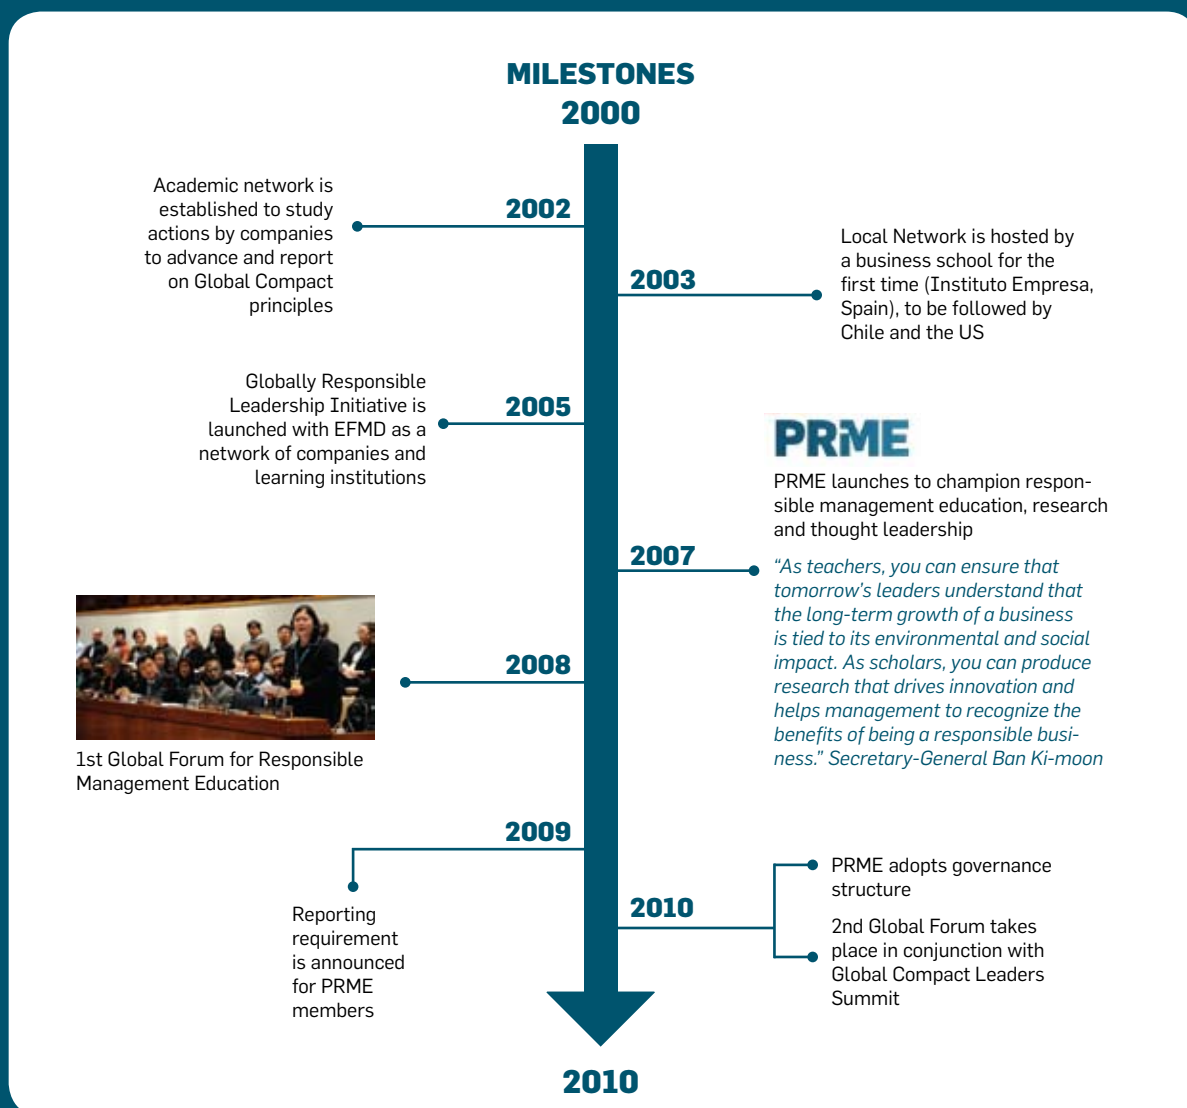 MILESTONES
2000
2002
Academic network is
established to study
actions by companies
to advance and report
on Global Compact
principles
2003
Local Network is hosted by
a business school for the
first time (Instituto Empresa,
Spain), to be followed by
Chile and the US
2005
Globally Responsible
Leadership Initiative is
launched with EFMD as a
network of companies and
learning institutions
2007
PRME
PRME launches to champion respon-
sible management education, research
and thought leadership
“As teachers, you can ensure that
tomorrow’s leaders understand that
the long-term growth of a business
is tied to its environmental and social
impact. As scholars, you can produce
research that drives innovation and
helps management to recognize the
benefits of being a responsible busi-
ness.” Secretary-General Ban Ki-moon
2008
1st Global Forum for Responsible
Management Education
2009
Reporting
requirement
is announced
for PRME
members
2010
PRME adopts governance
structure
2nd Global Forum takes
place in conjunction with
Global Compact Leaders
Summit
2010